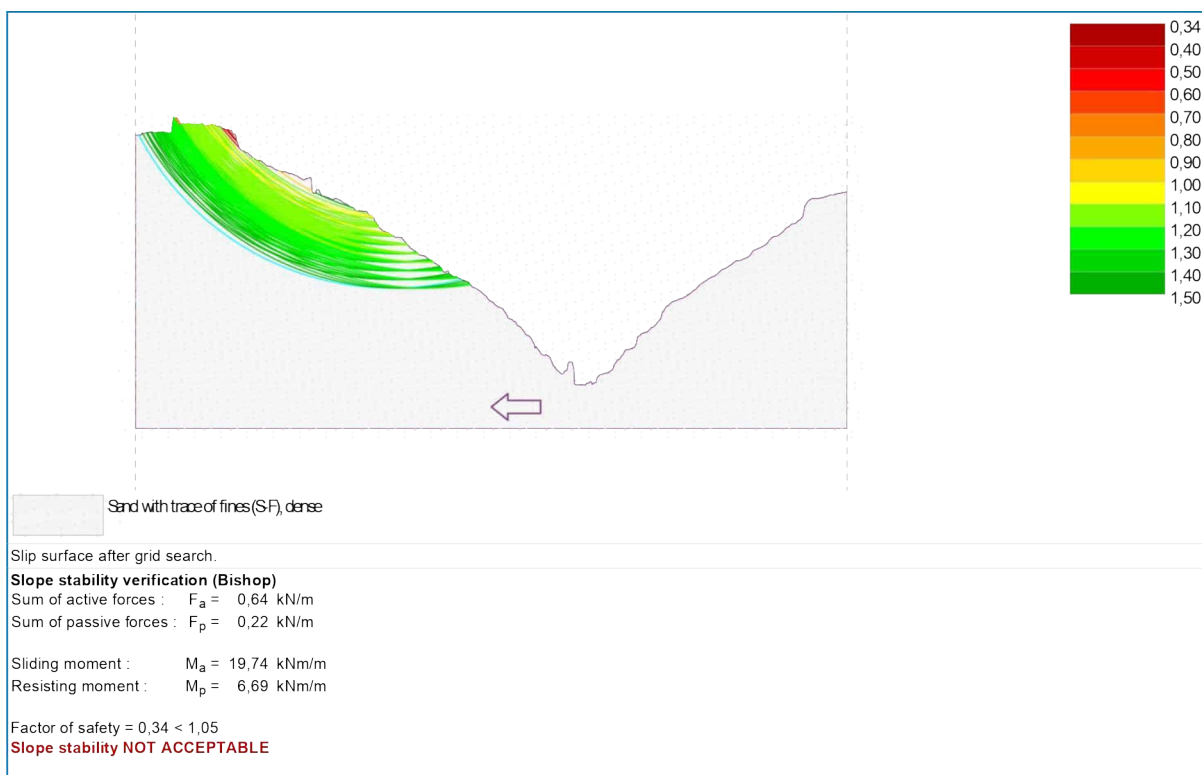 0,34
0,40
0,50
0,60
0,70
0,80
0,90
1,00
1,10
1,20
1,30
1,40
1,50
Sand with trace of fines (S-F), dense
Slip surface after grid search.
Slope stability verification (Bishop)
Sum of active forces : Fa = 0,64 kN/m
Sum of passive forces : Fp = 0,22 kN/m
Sliding moment : Ma = 19,74 kNm/m
Resisting moment : Mp = 6,69 kNm/m
Factor of safety = 0,34 < 1,05
Slope stability NOT ACCEPTABLE